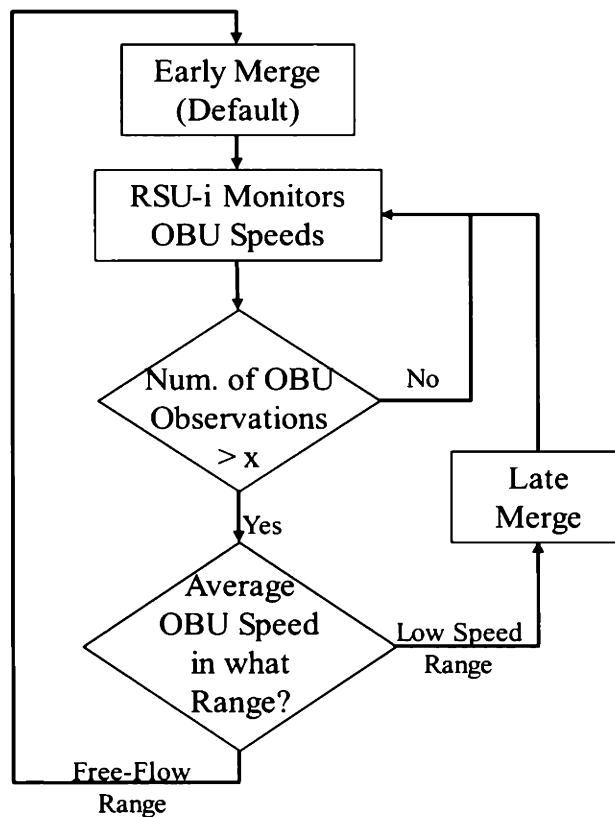 Early Merge
(Default)
RSU-i Monitors
OBU Speeds
Num. of OBU
Observations
> x
No
Yes
Late
Merge
Average
OBU Speed
in what
Range?
Low Speed
Range
Free-Flow
Range